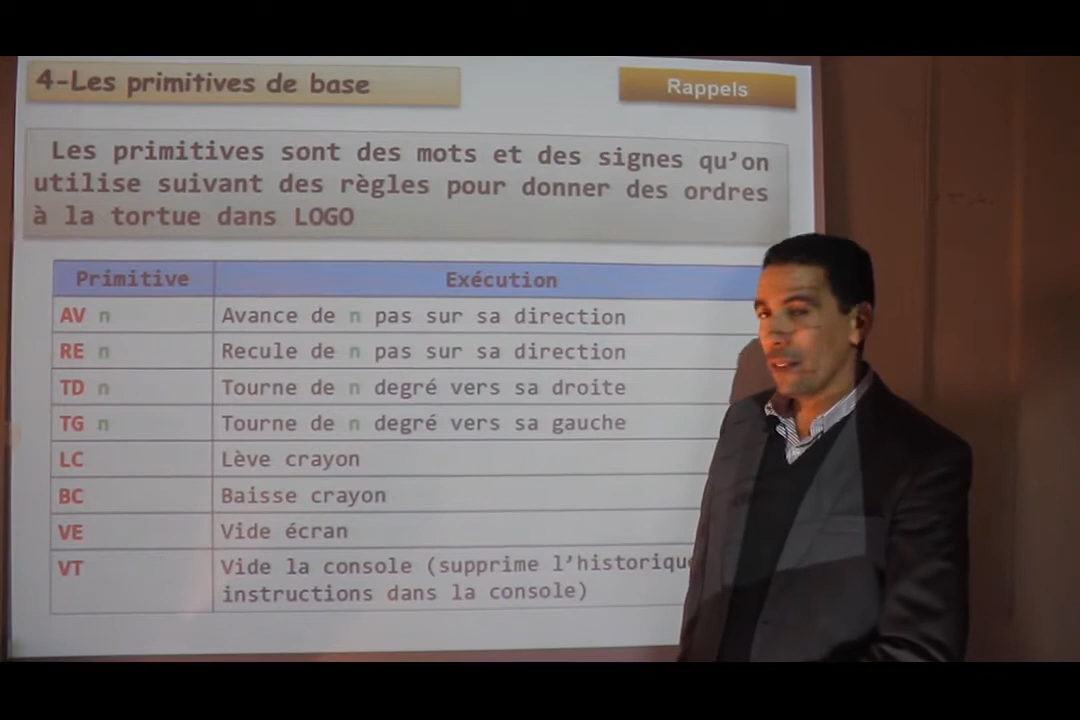 4-Les primitives de base
Rappels
Les primitives sont des mots et des signes qu’on
utilise suivant des règles pour donner des ordres
à la tortue dans LOGO
Primitive Exécution
AV n Avance de n pas sur sa direction
RE n Recule de n pas sur sa direction
TD n Tourne de n degré vers sa droite
TG n Tourne de n degré vers sa gauche
LC Lève crayon
BC Baisse crayon
VE Vide écran
VT Vide la console (supprime l’historique
instructions dans la console)